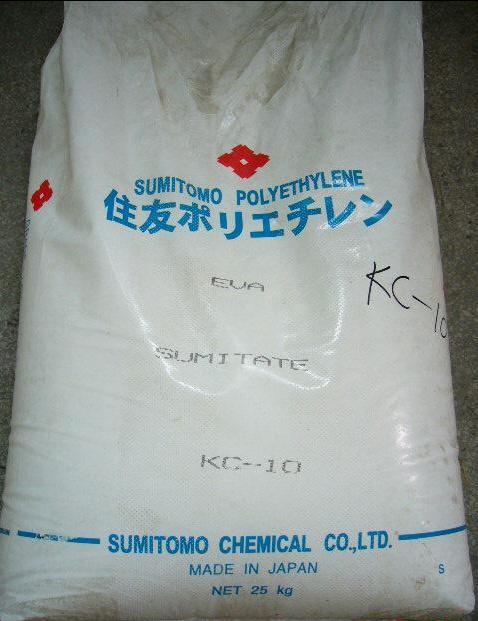 SUMITOMO POLYETHYLENE
住友ポリエチレン
EVA
KC-10
SUMITATE
KC-10
SUMITOMO CHEMICAL CO.,LTD.
MADE IN JAPAN
S
NET 25 kg